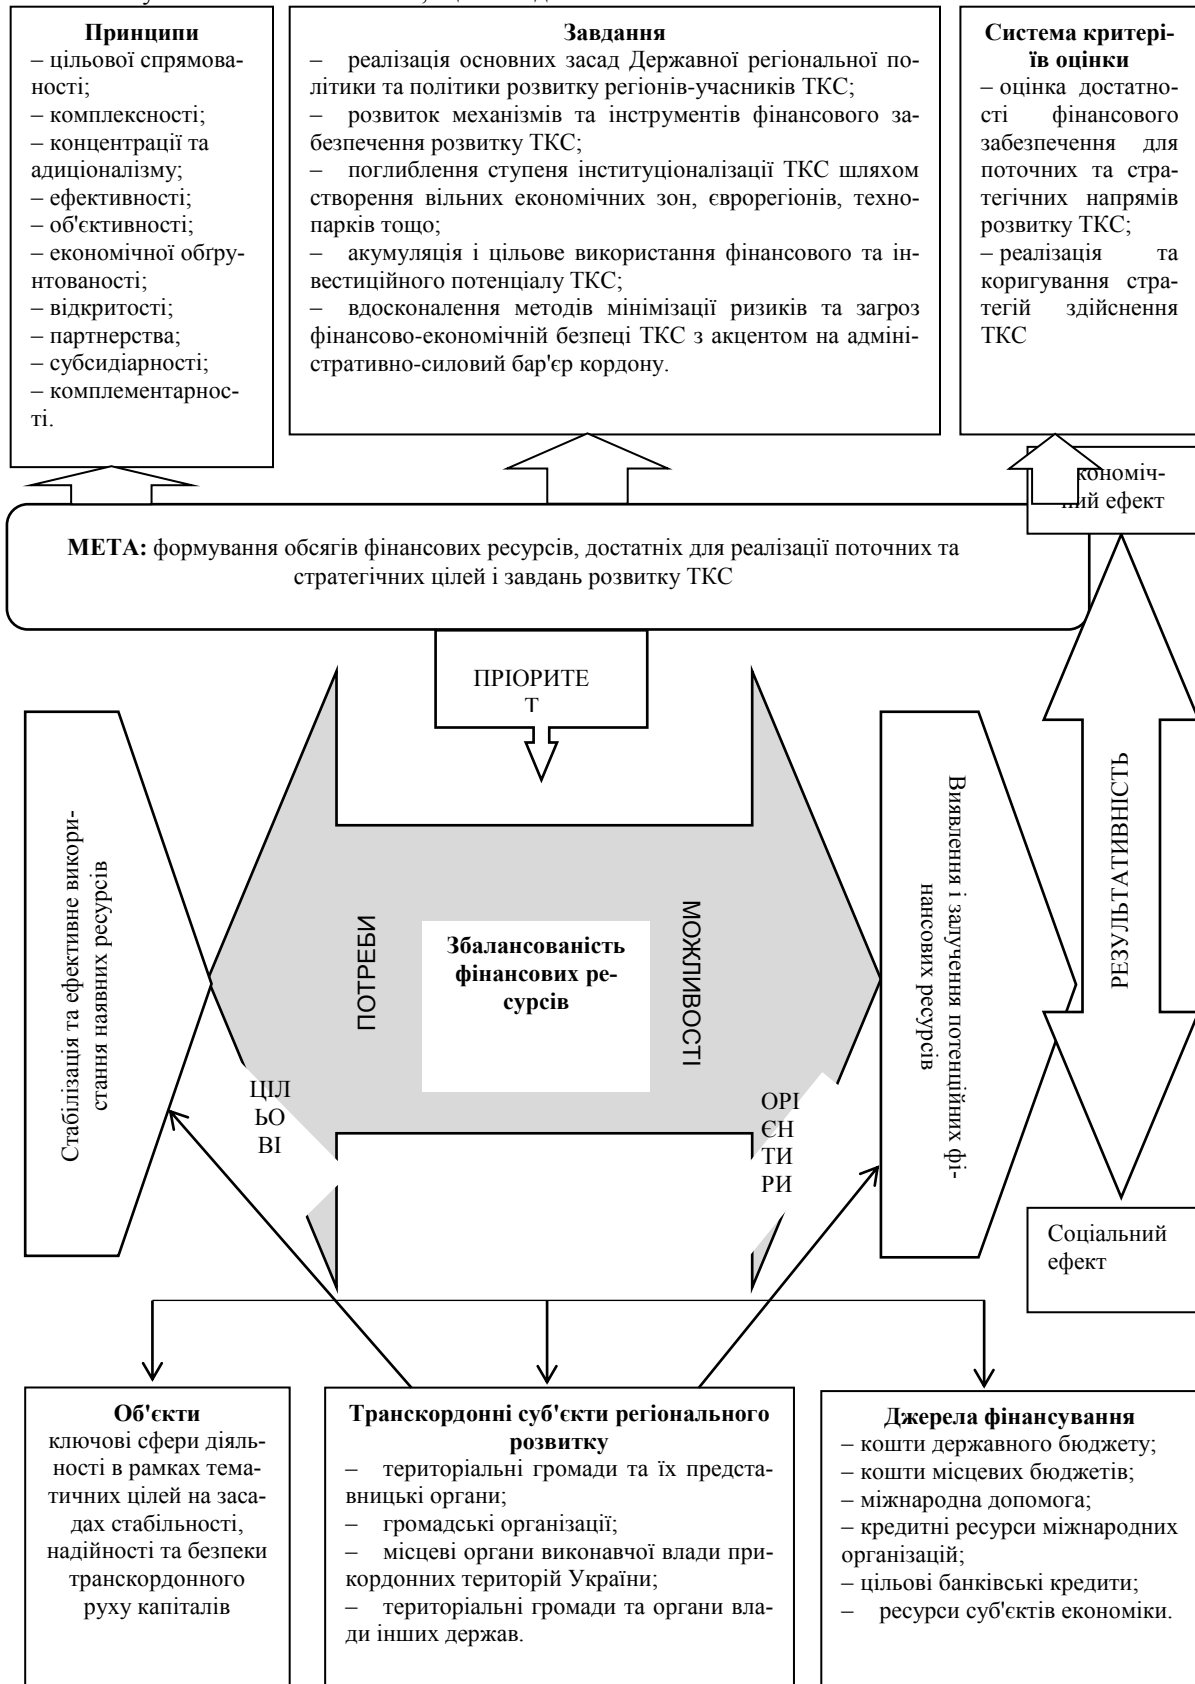 Принципи
– цільової спрямова-
ності;
– комплексності;
– концентрації та
адиціоналізму;
– ефективності;
– об'єктивності;
– економічної обґру-
нтованості;
– відкритості;
– партнерства;
– субсидіарності;
– комплементарнос-
ті.
Завдання
– реалізація основних засад Державної регіональної по-
літики та політики розвитку регіонів-учасників ТКС;
– розвиток механізмів та інструментів фінансового за-
безпечення розвитку ТКС;
– поглиблення ступеня інституціоналізації ТКС шляхом
створення вільних економічних зон, єврорегіонів, техно-
парків тощо;
– акумуляція і цільове використання фінансового та ін-
вестиційного потенціалу ТКС;
– вдосконалення методів мінімізації ризиків та загроз
фінансово-економічній безпеці ТКС з акцентом на адміні-
стративно-силовий бар'єр кордону.
Система критері-
їв оцінки
– оцінка достатно-
сті фінансового
забезпечення для
поточних та стра-
тегічних напрямів
розвитку ТКС;
– реалізація та
коригування стра-
тегій здійснення
ТКС
кономіч-
ний ефект
МЕТА: формування обсягів фінансових ресурсів, достатніх для реалізації поточних та
стратегічних цілей і завдань розвитку ТКС
ПРІОРИТЕ
Т
Стабілізація та ефективне викори-
стання наявних ресурсів
ПОТРЕБИ
Збалансованість
фінансових ре-
сурсів
МОЖЛИВОСТІ
Виявлення і залучення потенційних фі-
нансових ресурсів
РЕЗУЛЬТАТИВНІСТЬ
ЦІЛ
ЬО
ВІ
ОРІ
ЄН
ТИ
РИ
Соціальний
ефект
Об'єкти
ключові сфери діяль-
ності в рамках тема-
тичних цілей на заса-
дах стабільності,
надійності та безпеки
транскордонного
руху капіталів
Транскордонні суб'єкти регіонального
розвитку
– територіальні громади та їх предста-
вницькі органи;
– громадські організації;
– місцеві органи виконавчої влади при-
кордонних територій України;
– територіальні громади та органи вла-
ди інших держав.
Джерела фінансування
– кошти державного бюджету;
– кошти місцевих бюджетів;
– міжнародна допомога;
– кредитні ресурси міжнародних
організацій;
– цільові банківські кредити;
– ресурси суб'єктів економіки.